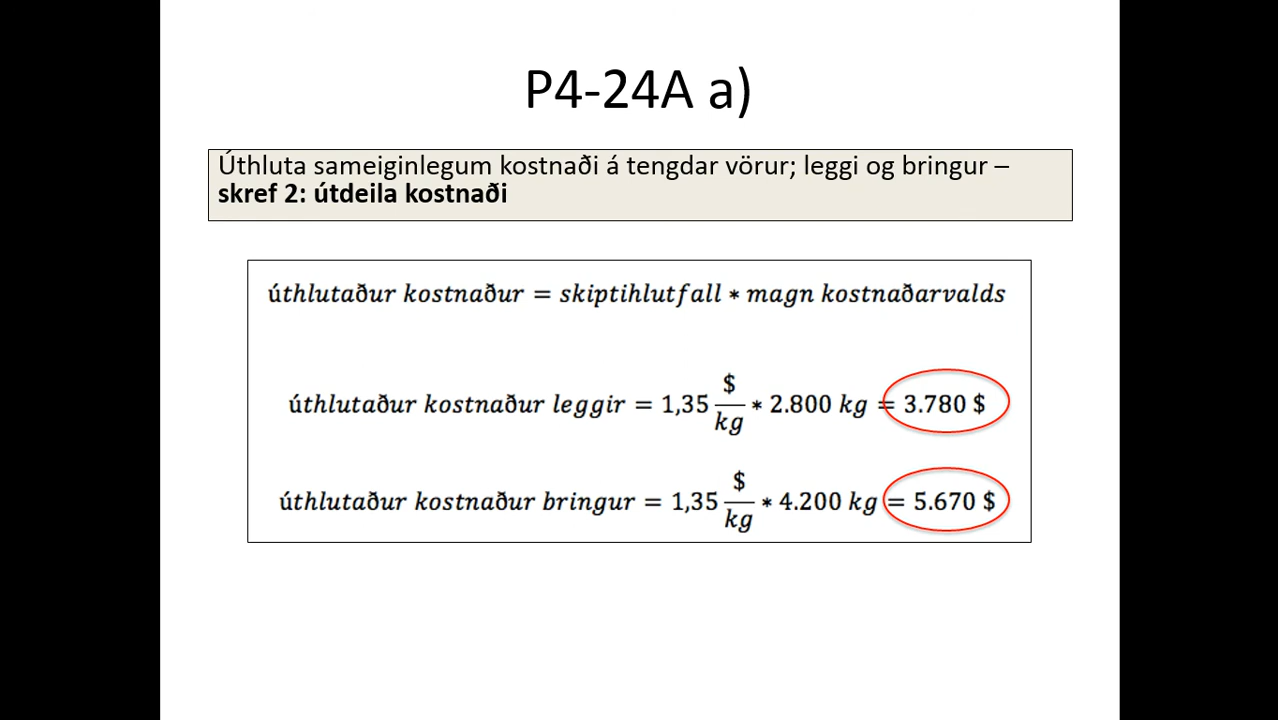 P4-24A a)
Úthluta sameiginlegum kostnaði á tengdar vörur; leggi og bringur –
skref 2: útdeila kostnaði
úthlutaður kostnaður = skiptihlutfall * magn kostnaðarvalds
úthlutaður kostnaður leggir = 1,35 $/kg * 2.800 kg = 3.780 $
úthlutaður kostnaður bringur = 1,35 $/kg * 4.200 kg = 5.670 $